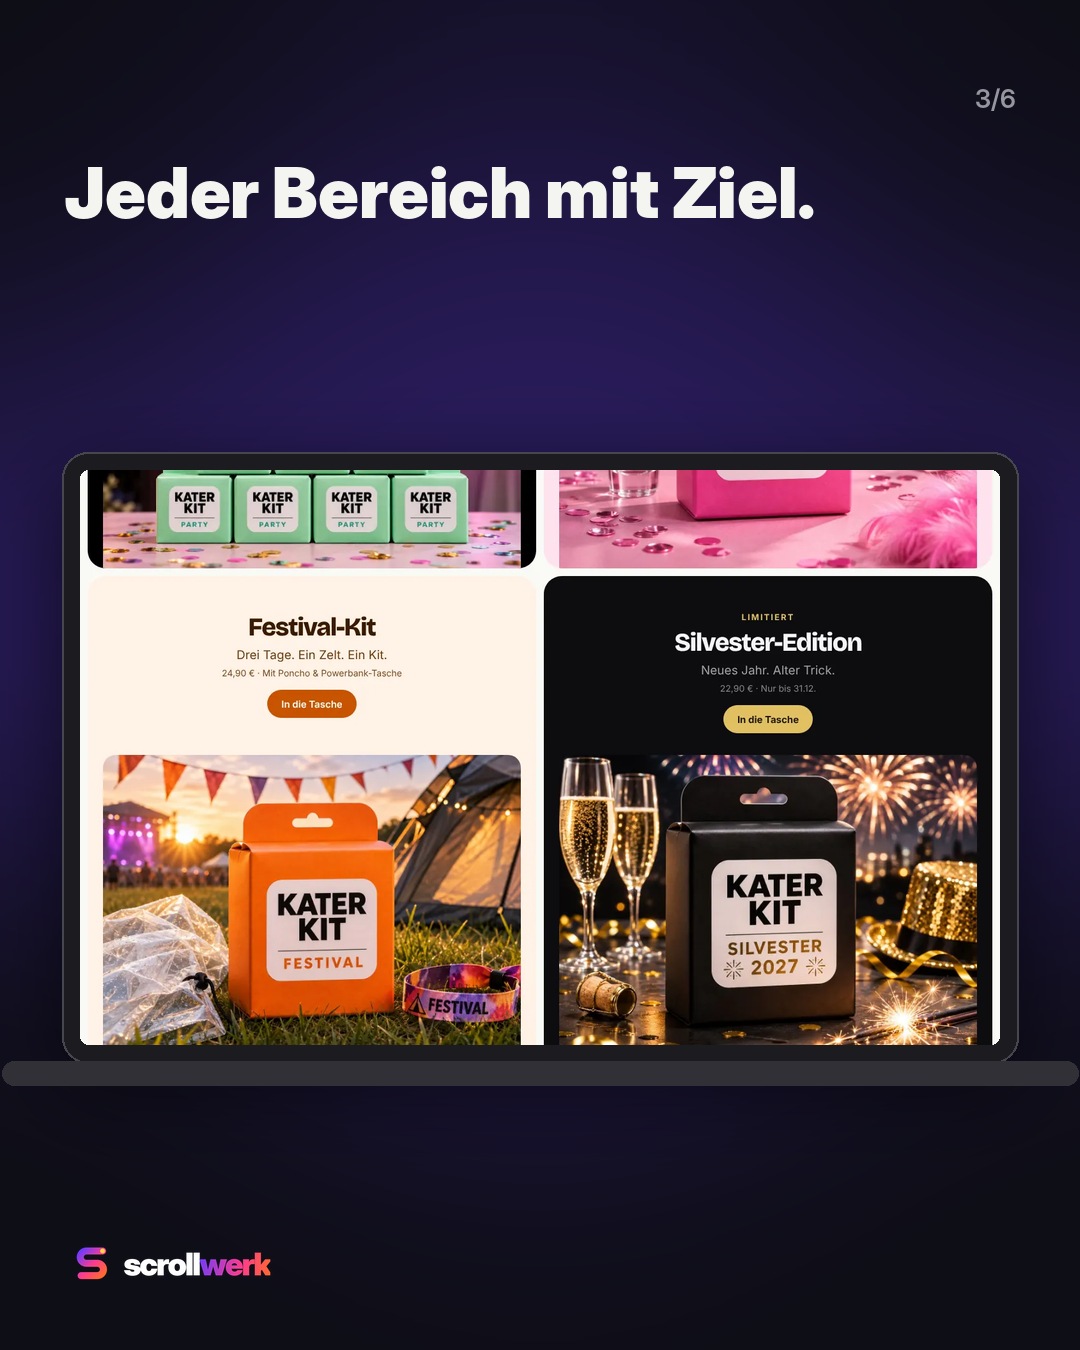 3/6
Jeder Bereich mit Ziel.
KATER KIT PARTY
KATER KIT PARTY
KATER KIT PARTY
KATER KIT PARTY
Festival-Kit
Drei Tage. Ein Zelt. Ein Kit.
24,90 € · Mit Poncho & Powerbank-Tasche
In die Tasche
LIMITIERT
Silvester-Edition
Neues Jahr. Alter Trick.
22,90 € · Nur bis 31.12.
In die Tasche
KATER
KIT
FESTIVAL
FESTIVAL
KATER
KIT
SILVESTER
2027
scrollwerk